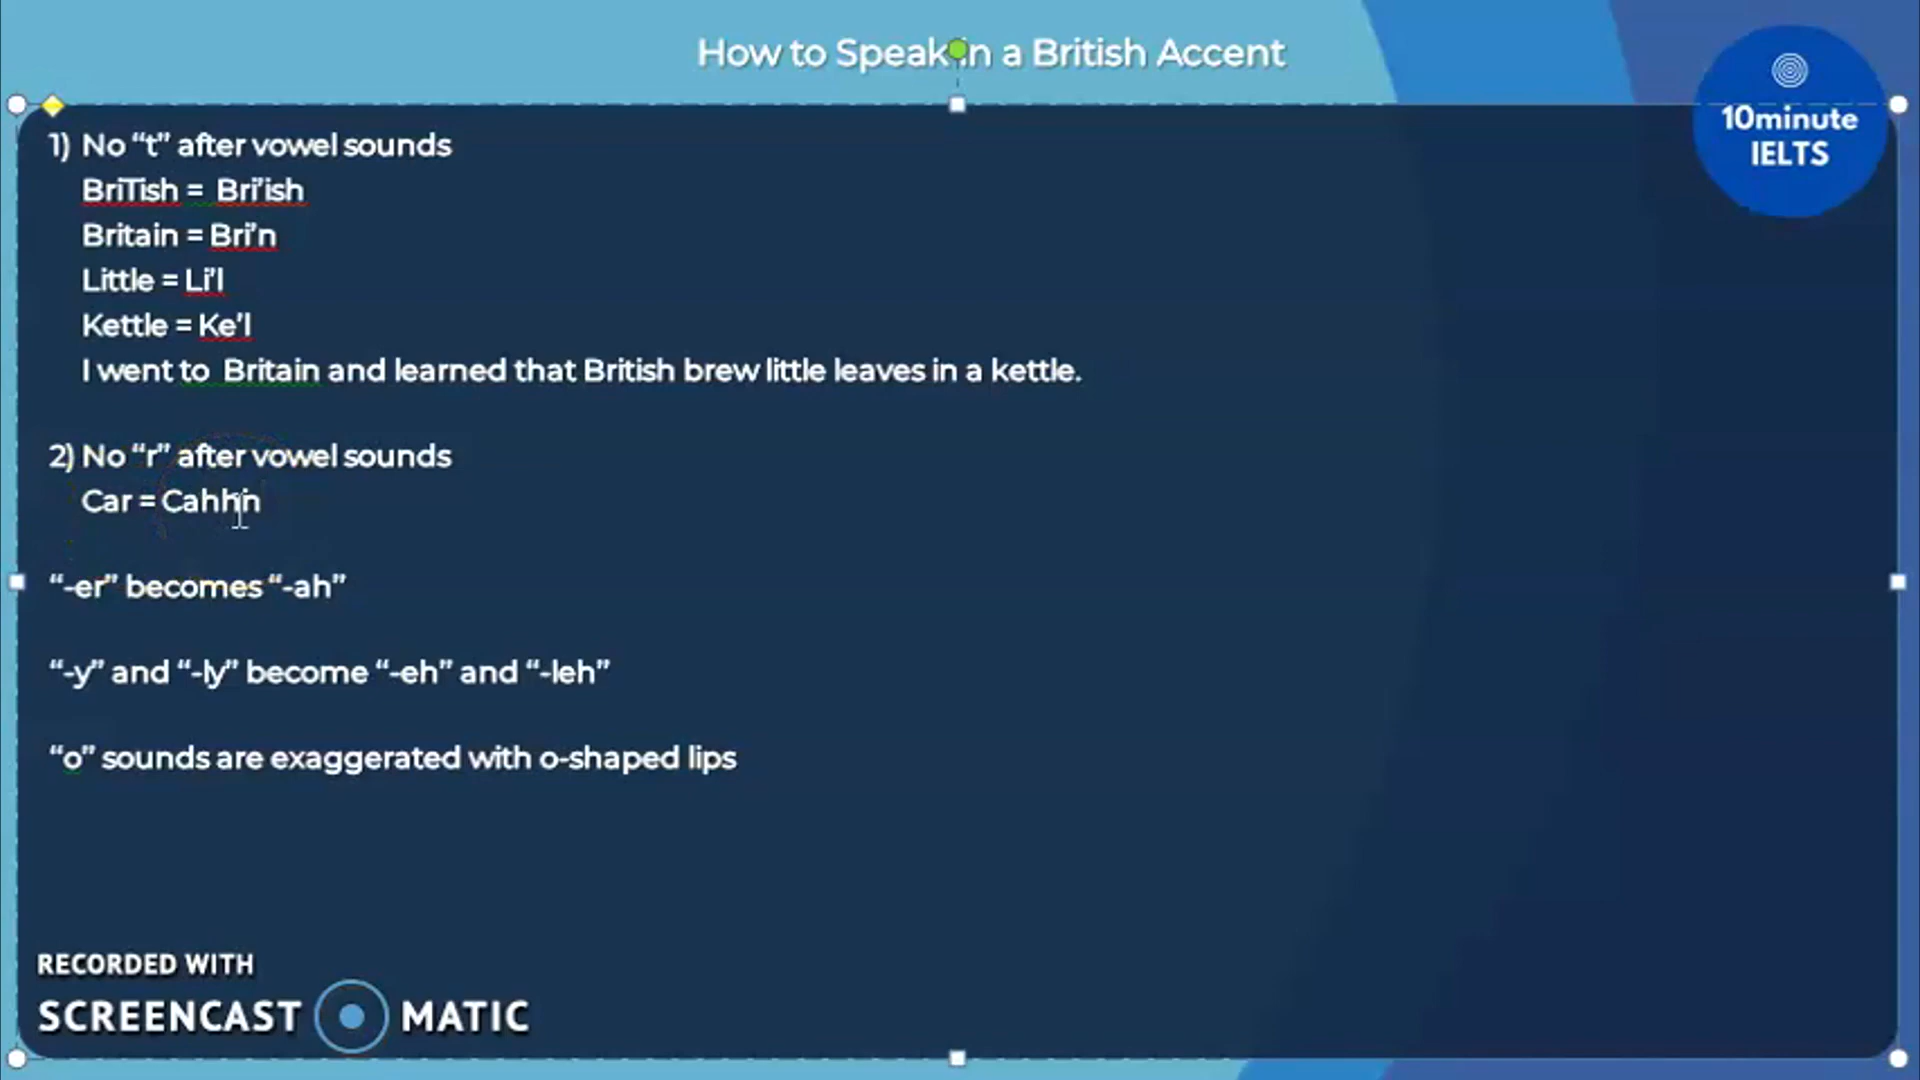 How to Speak in a British Accent
10minute
IELTS
1) No “t” after vowel sounds
BriTish = Bri’ish
Britain = Bri’n
Little = Li’l
Kettle = Ke’l
I went to Britain and learned that British brew little leaves in a kettle.
2) No “r” after vowel sounds
Car = Cahhn
“-er” becomes “-ah”
“-y” and “-ly” become “-eh” and “-leh”
“o” sounds are exaggerated with o-shaped lips
RECORDED WITH
SCREENCAST MATIC